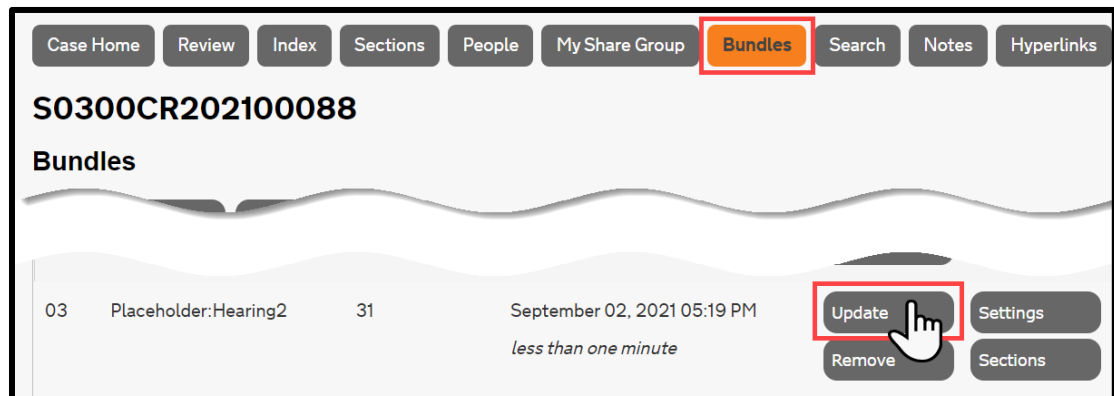 Case Home Review Index Sections People My Share Group Bundles Search Notes Hyperlinks
S0300CR202100088
Bundles
03 Placeholder:Hearing2 31 September 02, 2021 05:19 PM Update Settings
less than one minute Remove Sections